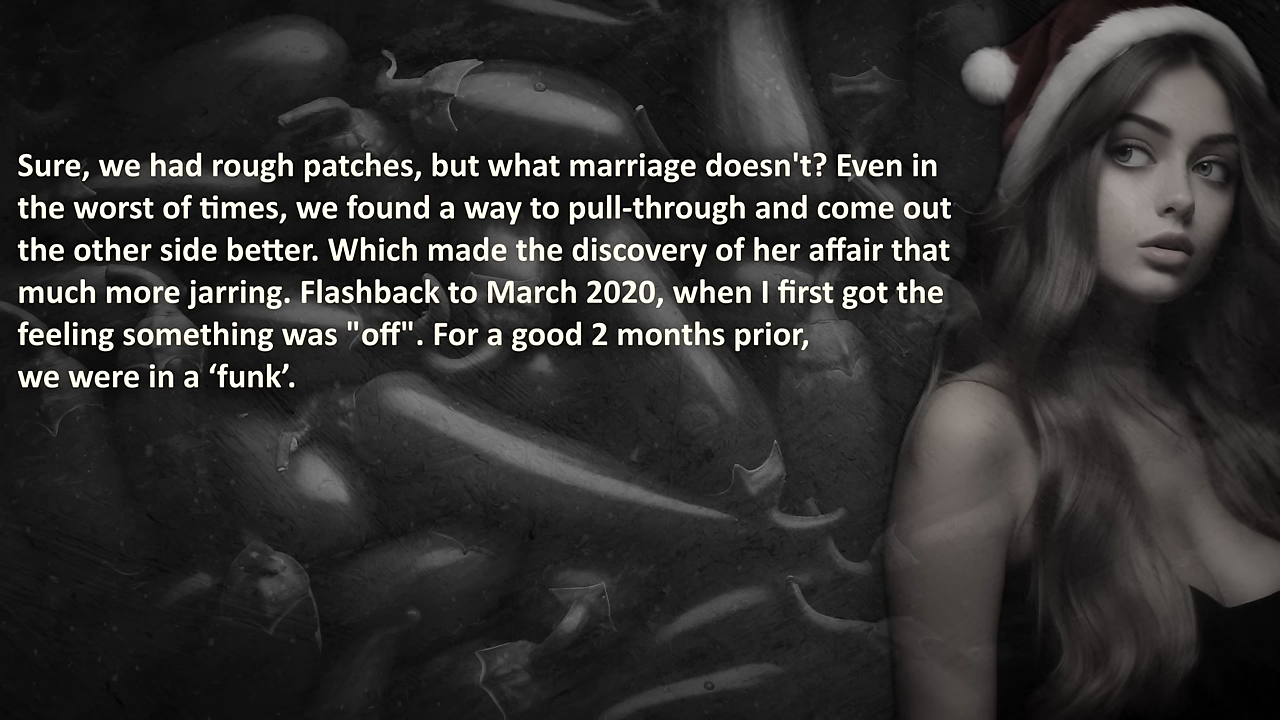 Sure, we had rough patches, but what marriage doesn't? Even in
the worst of times, we found a way to pull-through and come out
the other side better. Which made the discovery of her affair that
much more jarring. Flashback to March 2020, when I first got the
feeling something was "off". For a good 2 months prior,
we were in a ‘funk’.